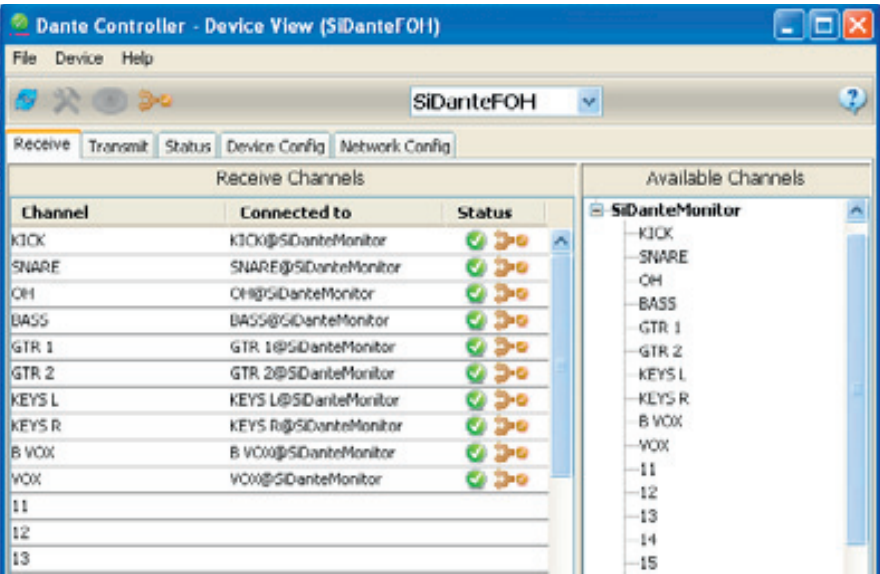 Dante Controller - Device View (SiDanteFOH)
File Device Help
SiDanteFOH
Receive Transmit Status Device Config Network Config
Receive Channels
Channel Connected to Status
KICK KICK@SiDanteMonitor
SNARE SNARE@SiDanteMonitor
OH OH@SiDanteMonitor
BASS BASS@SiDanteMonitor
GTR 1 GTR 1@SiDanteMonitor
GTR 2 GTR 2@SiDanteMonitor
KEYS L KEYS L@SiDanteMonitor
KEYS R KEYS R@SiDanteMonitor
B VOX B VOX@SiDanteMonitor
VOX VOX@SiDanteMonitor
11
12
13
Available Channels
SiDanteMonitor
KICK
SNARE
OH
BASS
GTR 1
GTR 2
KEYS L
KEYS R
B VOX
VOX
11
12
13
14
15